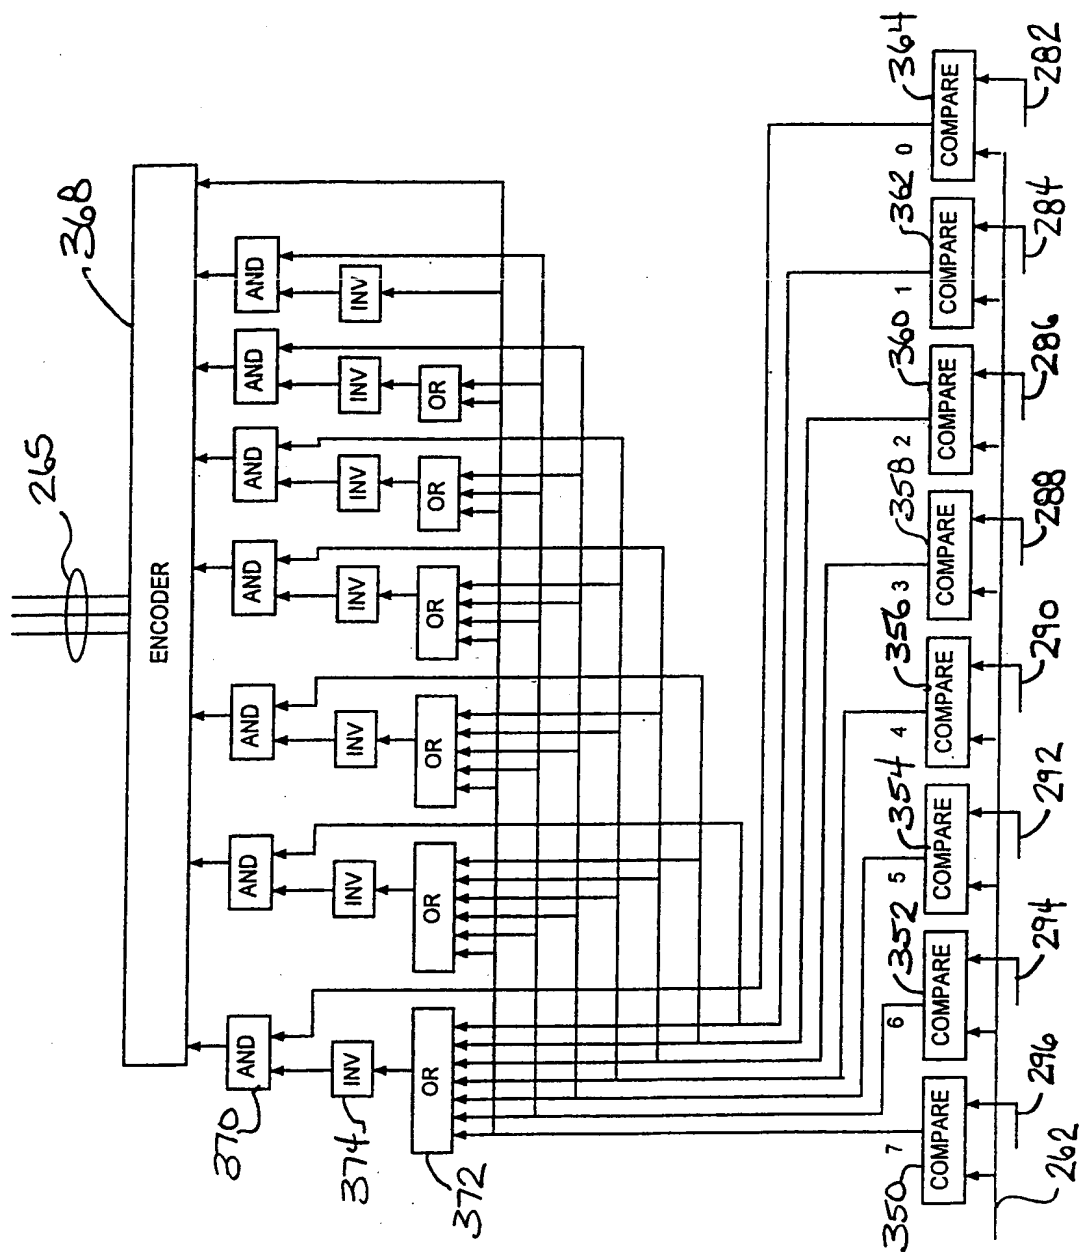 265
368
ENCODER
AND
AND
AND
AND
AND
AND
AND
370
INV
INV
INV
INV
INV
INV
INV
374
OR
OR
OR
OR
OR
OR
372
350
7
352
6
354
5
356
4
358
3
360
2
362
1
364
0
COMPARE
COMPARE
COMPARE
COMPARE
COMPARE
COMPARE
COMPARE
COMPARE
262
296
294
292
290
288
286
284
282